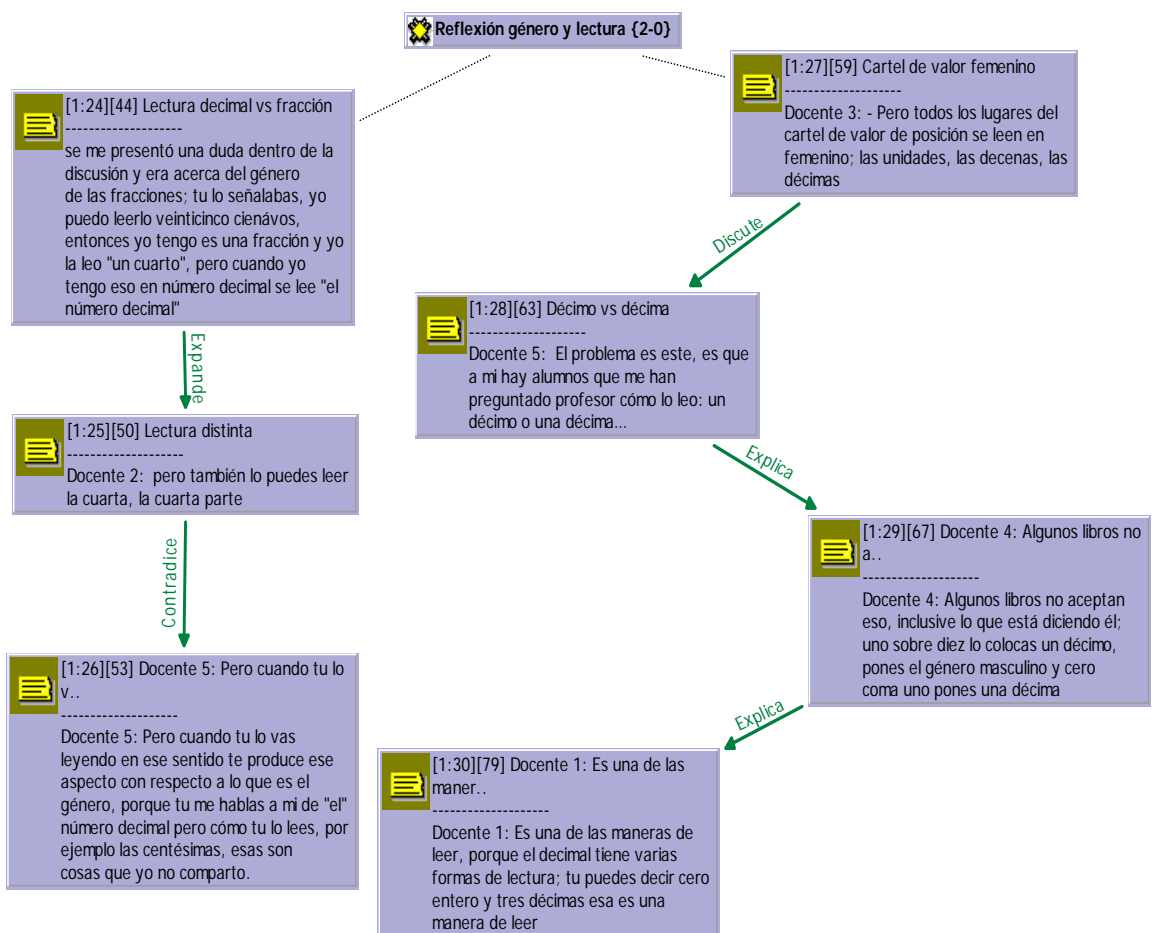 Reflexión género y lectura {2-0}
[1:24][44] Lectura decimal vs fracción
--------------------
se me presentó una duda dentro de la
discusión y era acerca del género
de las fracciones; tu lo señalabas, yo
puedo leerlo veinticinco cienávos,
entonces yo tengo es una fracción y yo
la leo "un cuarto", pero cuando yo
tengo eso en número decimal se lee "el
número decimal"
Expande
[1:25][50] Lectura distinta
--------------------
Docente 2:  pero también lo puedes leer
la cuarta, la cuarta parte
Contradice
[1:26][53] Docente 5: Pero cuando tu lo
v..
--------------------
Docente 5: Pero cuando tu lo vas
leyendo en ese sentido te produce ese
aspecto con respecto a lo que es el
género, porque tu me hablas a mi de "el"
número decimal pero cómo tu lo lees, por
ejemplo las centésimas, esas son
cosas que yo no comparto.
[1:27][59] Cartel de valor femenino
--------------------
Docente 3: - Pero todos los lugares del
cartel de valor de posición se leen en
femenino; las unidades, las decenas, las
décimas
Discute
[1:28][63] Décimo vs décima
--------------------
Docente 5:  El problema es este, es que
a mi hay alumnos que me han
preguntado profesor cómo lo leo: un
décimo o una décima...
Explica
[1:29][67] Docente 4: Algunos libros no
a..
--------------------
Docente 4: Algunos libros no aceptan
eso, inclusive lo que está diciendo él;
uno sobre diez lo colocas un décimo,
pones el género masculino y cero
coma uno pones una décima
Explica
[1:30][79] Docente 1: Es una de las
maner..
--------------------
Docente 1: Es una de las maneras de
leer, porque el decimal tiene varias
formas de lectura; tu puedes decir cero
entero y tres décimas esa es una
manera de leer